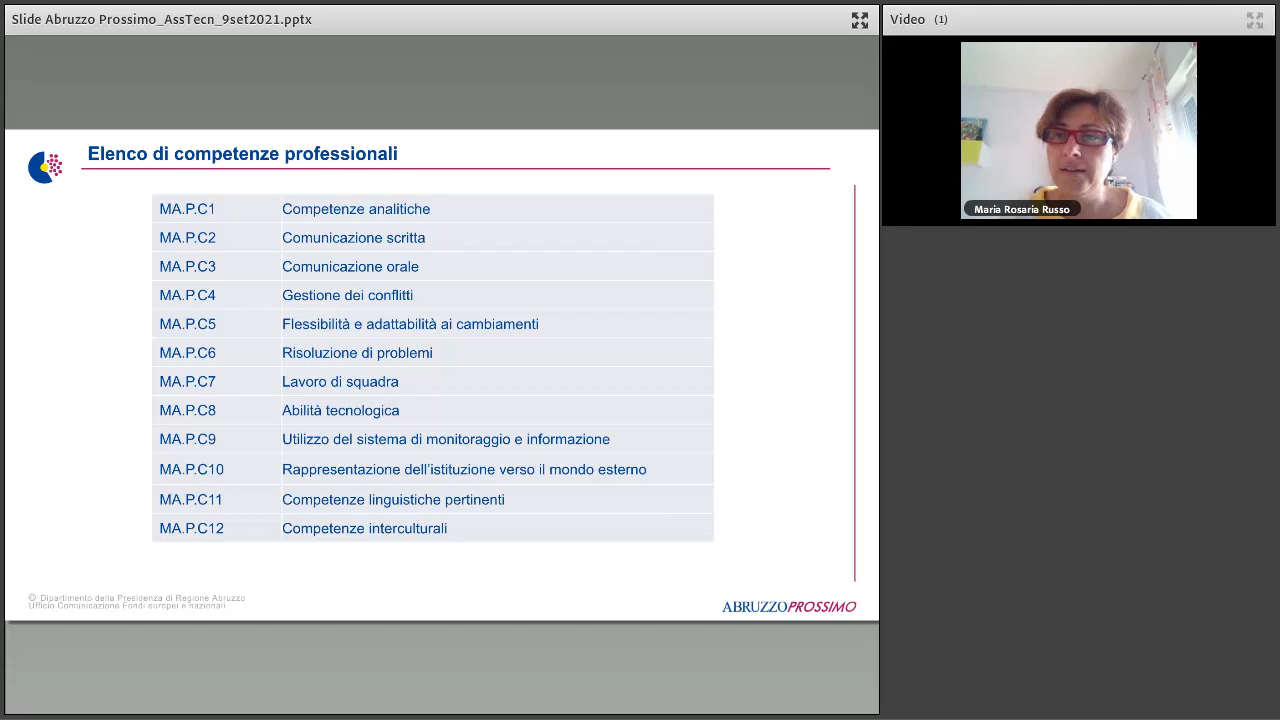 Slide Abruzzo Prossimo_AssTecn_9set2021.pptx
Video (1)
Maria Rosaria Russo
Elenco di competenze professionali
MA.P.C1 Competenze analitiche
MA.P.C2 Comunicazione scritta
MA.P.C3 Comunicazione orale
MA.P.C4 Gestione dei conflitti
MA.P.C5 Flessibilità e adattabilità ai cambiamenti
MA.P.C6 Risoluzione di problemi
MA.P.C7 Lavoro di squadra
MA.P.C8 Abilità tecnologica
MA.P.C9 Utilizzo del sistema di monitoraggio e informazione
MA.P.C10 Rappresentazione dell'istituzione verso il mondo esterno
MA.P.C11 Competenze linguistiche pertinenti
MA.P.C12 Competenze interculturali
© Dipartimento della Presidenza di Regione Abruzzo
Ufficio Comunicazione Fondi europei e nazionali
ABRUZZOPROSSIMO